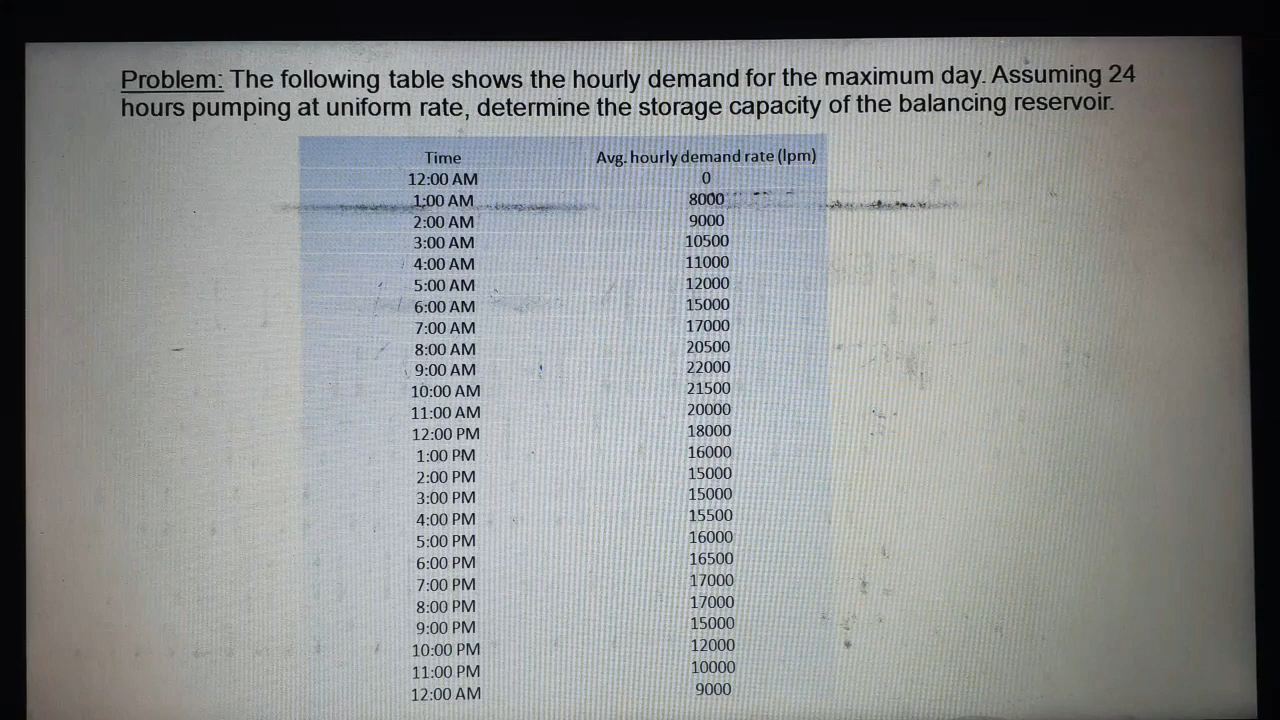 Problem: The following table shows the hourly demand for the maximum day. Assuming 24
hours pumping at uniform rate, determine the storage capacity of the balancing reservoir.
Time Avg. hourly demand rate (lpm)
12:00 AM 0
1:00 AM 8000
2:00 AM 9000
3:00 AM 10500
4:00 AM 11000
5:00 AM 12000
6:00 AM 15000
7:00 AM 17000
8:00 AM 20500
9:00 AM 22000
10:00 AM 21500
11:00 AM 20000
12:00 PM 18000
1:00 PM 16000
2:00 PM 15000
3:00 PM 15000
4:00 PM 15500
5:00 PM 16000
6:00 PM 16500
7:00 PM 17000
8:00 PM 17000
9:00 PM 15000
10:00 PM 12000
11:00 PM 10000
12:00 AM 9000